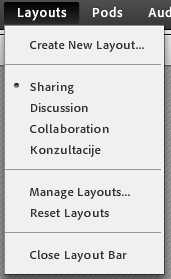 Layouts Pods Aud
Create New Layout...
Sharing
Discussion
Collaboration
Konzultacije
Manage Layouts...
Reset Layouts
Close Layout Bar